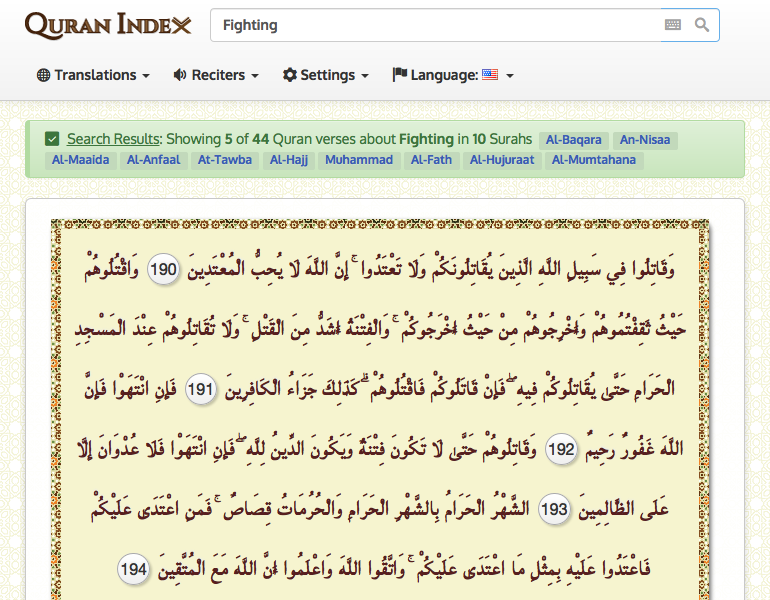 QURAN INDEX
Fighting
Translations Reciters Settings Language:
Search Results: Showing 5 of 44 Quran verses about Fighting in 10 Surahs Al-Baqara An-Nisaa
Al-Maaida Al-Anfaal At-Tawba Al-Hajj Muhammad Al-Fath Al-Hujuraat Al-Mumtahana
وَقَاتِلُوا فِي سَبِيلِ اللَّهِ الَّذِينَ يُقَاتِلُونَكُمْ وَلَا تَعْتَدُوا ۚ إِنَّ اللَّهَ لَا يُحِبُّ الْمُعْتَدِينَ 190 وَاقْتُلُوهُمْ
حَيْثُ ثَقِفْتُمُوهُمْ وَأَخْرِجُوهُمْ مِنْ حَيْثُ أَخْرَجُوكُمْ ۚ وَالْفِتْنَةُ أَشَدُّ مِنَ الْقَتْلِ ۚ وَلَا تُقَاتِلُوهُمْ عِنْدَ الْمَسْجِدِ
الْحَرَامِ حَتَّىٰ يُقَاتِلُوكُمْ فِيهِ ۖ فَإِنْ قَاتَلُوكُمْ فَاقْتُلُوهُمْ ۗ كَذَٰلِكَ جَزَاءُ الْكَافِرِينَ 191 فَإِنِ انْتَهَوْا فَإِنَّ
اللَّهَ غَفُورٌ رَحِيمٌ 192 وَقَاتِلُوهُمْ حَتَّىٰ لَا تَكُونَ فِتْنَةٌ وَيَكُونَ الدِّينُ لِلَّهِ ۖ فَإِنِ انْتَهَوْا فَلَا عُدْوَانَ إِلَّا
عَلَى الظَّالِمِينَ 193 الشَّهْرُ الْحَرَامُ بِالشَّهْرِ الْحَرَامِ وَالْحُرُمَاتُ قِصَاصٌ ۚ فَمَنِ اعْتَدَىٰ عَلَيْكُمْ
فَاعْتَدُوا عَلَيْهِ بِمِثْلِ مَا اعْتَدَىٰ عَلَيْكُمْ ۚ وَاتَّقُوا اللَّهَ وَاعْلَمُوا أَنَّ اللَّهَ مَعَ الْمُتَّقِينَ 194